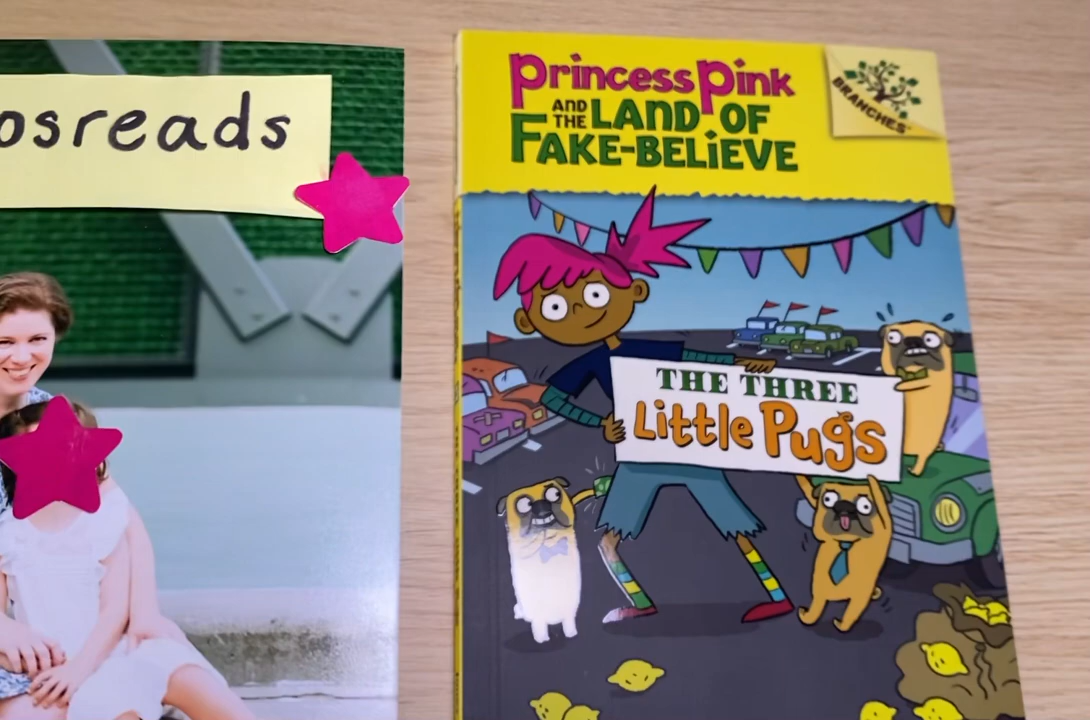 osreads
Princess Pink
AND THE LAND OF
FAKE-BELiEVE
BRANCHES
THE THREE
Little Pugs